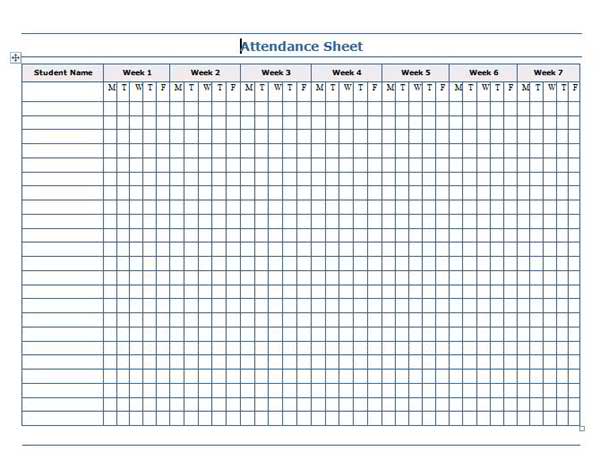 Attendance Sheet
Student Name Week 1 Week 2 Week 3 Week 4 Week 5 Week 6 Week 7
M T W T F M T W T F M T W T F M T W T F M T W T F M T W T F M T W T F